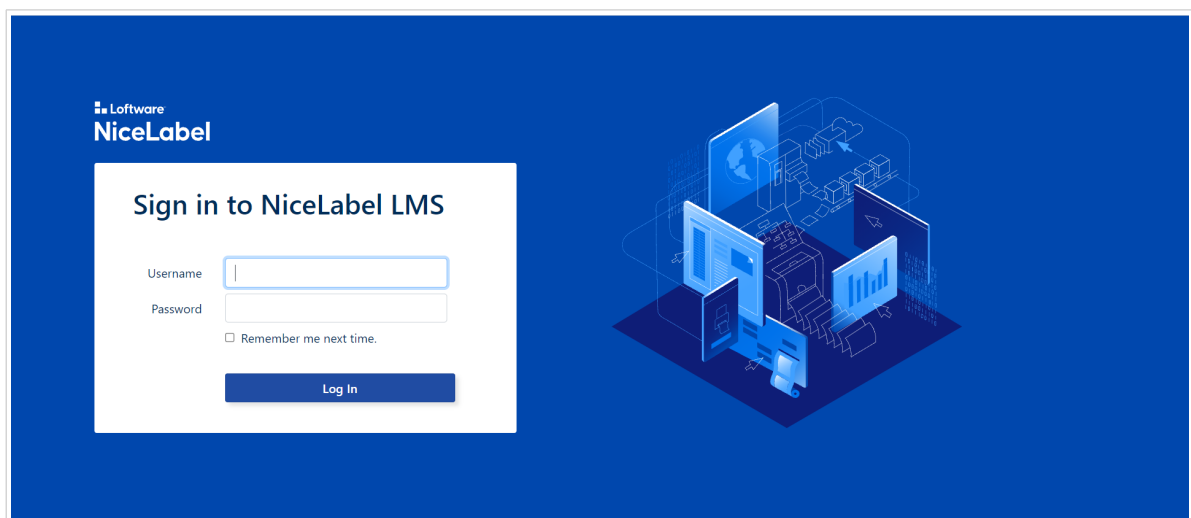 Loftware
NiceLabel
Sign in to NiceLabel LMS
Username
Password
Remember me next time.
Log In